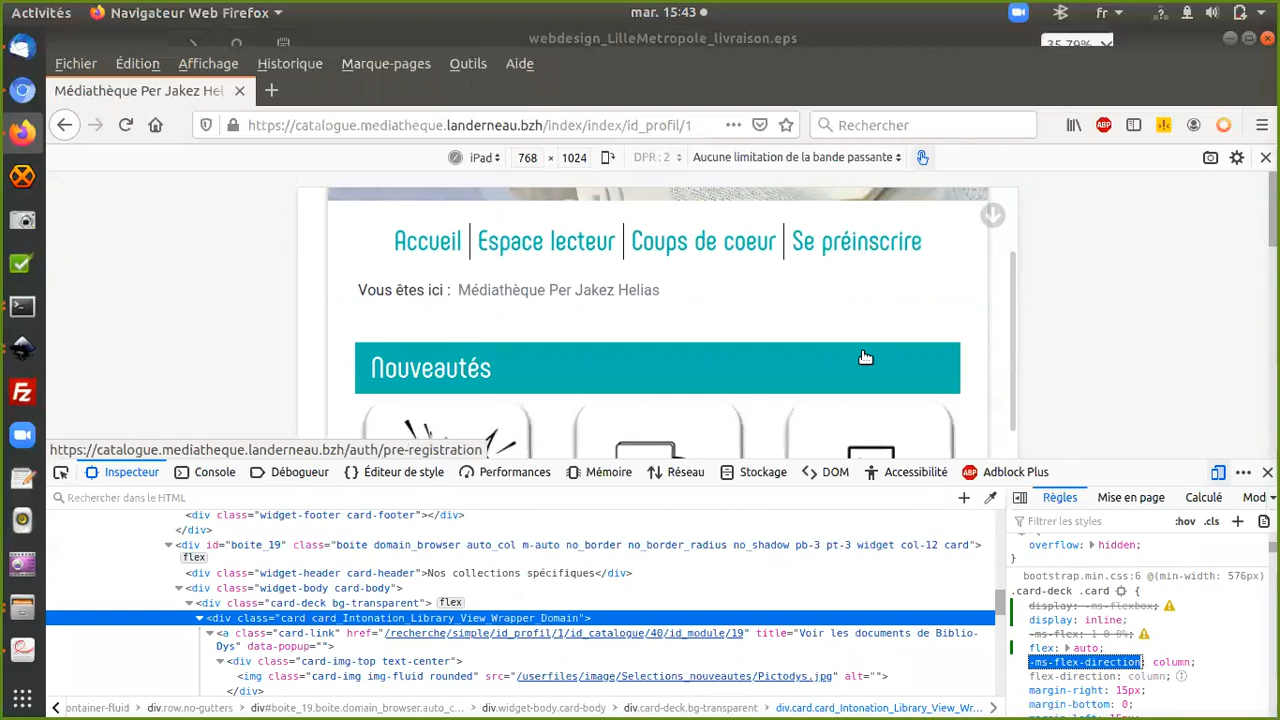 Activités Navigateur Web Firefox mar. 15:43 fr
webdesign_LilleMetropole_livraison.eps 35,79%
Fichier Édition Affichage Historique Marque-pages Outils Aide
Médiathèque Per Jakez Hel
https://catalogue.mediatheque.landerneau.bzh/index/index/id_profil/1 Rechercher
iPad 768 × 1024 DPR : 2 Aucune limitation de la bande passante
Accueil Espace lecteur Coups de coeur Se préinscrire
Vous êtes ici : Médiathèque Per Jakez Helias
Nouveautés
https://catalogue.mediatheque.landerneau.bzh/auth/pre-registration
Inspecteur Console Débogueur Éditeur de style Performances Mémoire Réseau Stockage DOM Accessibilité Adblock Plus
Rechercher dans le HTML Règles Mise en page Calculé Mod
<div class="widget-footer card-footer"></div>
</div>
<div id="boite_19" class="boite domain_browser auto_col m-auto no_border no_border_radius no_shadow pb-3 pt-3 widget col-12 card">
flex
<div class="widget-header card-header">Nos collections spécifiques</div>
<div class="widget-body card-body">
<div class="card-deck bg-transparent"> flex
<div class="card card_Intonation_Library_View_Wrapper_Domain">
<a class="card-link" href="/recherche/simple/id_profil/1/id_catalogue/40/id_module/19" title="Voir les documents de Biblio-
Dys" data-popup="">
<div class="card-img-top text-center">
<img class="card-img img-fluid rounded" src="/userfiles/image/Selections_nouveautes/Pictodys.jpg" alt="">
</div>
ontainer-fluid div.row.no-gutters div#boite_19.boite.domain_browser.auto_c... div.widget-body.card-body div.card-deck.bg-transparent div.card.card_Intonation_Library_View_Wr...
Filtrer les styles :hov .cls
overflow: hidden;
}
bootstrap.min.css:6 @(min-width: 576px)
.card-deck .card {
display: -ms-flexbox;
display: inline;
-ms-flex: 1 0 0%;
flex: auto;
-ms-flex-direction: column;
flex-direction: column;
margin-right: 15px;
margin-bottom: 0;
margin-left: 15px;